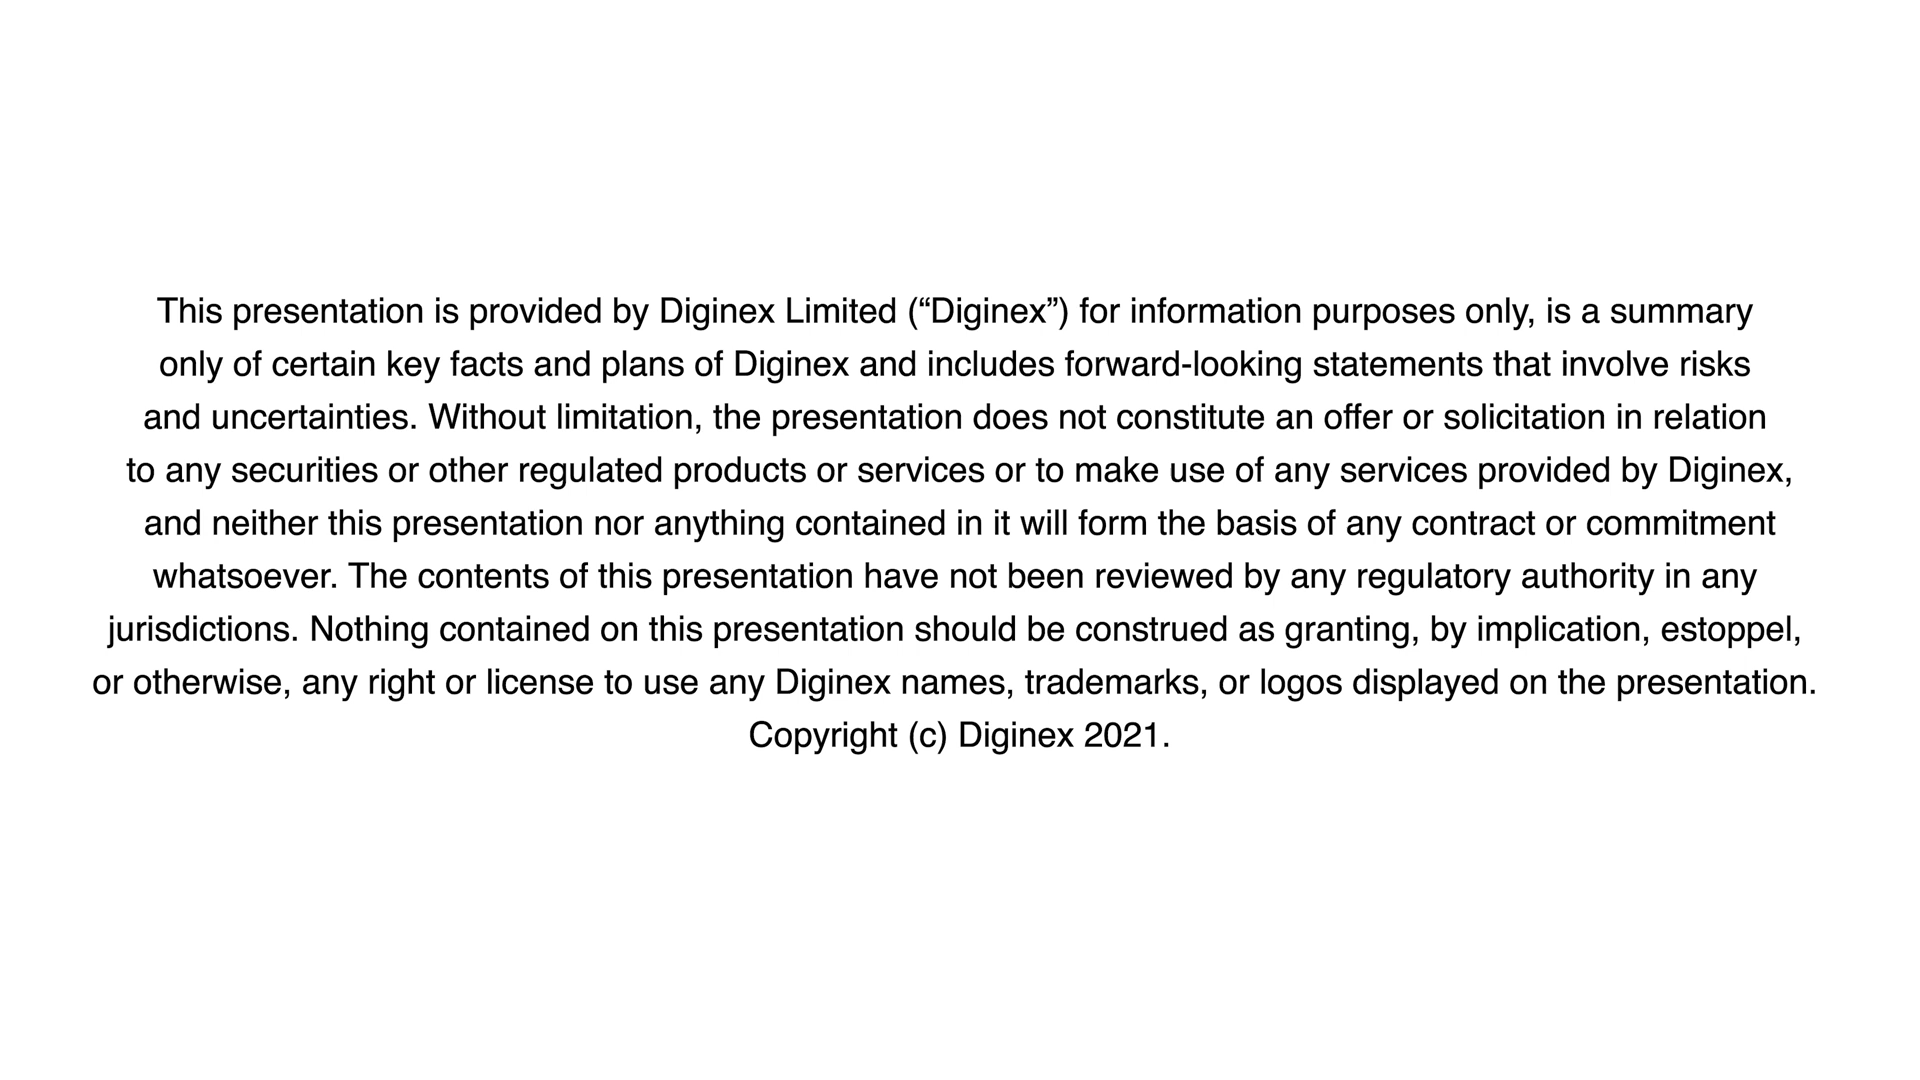 This presentation is provided by Diginex Limited (“Diginex”) for information purposes only, is a summary
only of certain key facts and plans of Diginex and includes forward-looking statements that involve risks
and uncertainties. Without limitation, the presentation does not constitute an offer or solicitation in relation
to any securities or other regulated products or services or to make use of any services provided by Diginex,
and neither this presentation nor anything contained in it will form the basis of any contract or commitment
whatsoever. The contents of this presentation have not been reviewed by any regulatory authority in any
jurisdictions. Nothing contained on this presentation should be construed as granting, by implication, estoppel,
or otherwise, any right or license to use any Diginex names, trademarks, or logos displayed on the presentation.
Copyright (c) Diginex 2021.